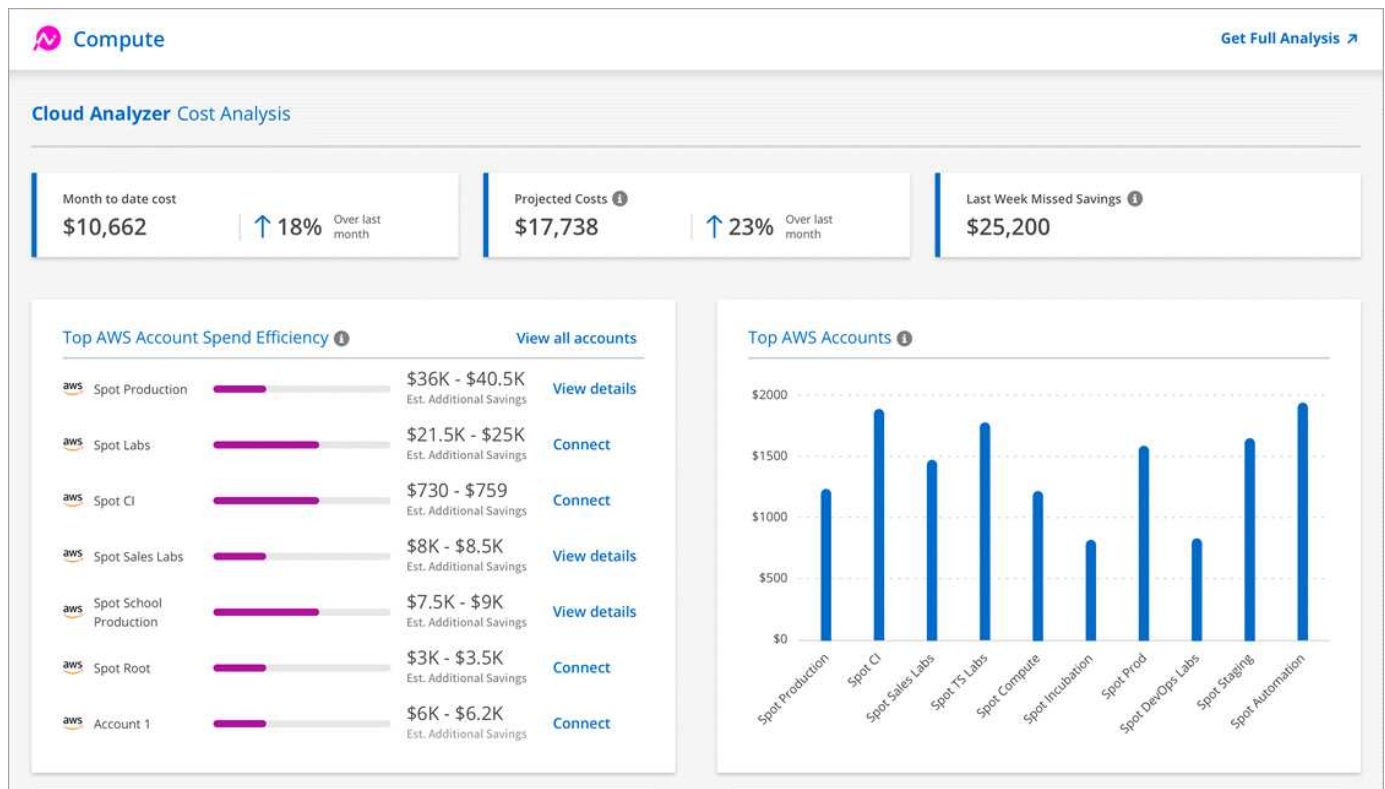 Compute
Get Full Analysis ↗
Cloud Analyzer Cost Analysis
Month to date cost
$10,662
↑ 18%
Over last
month
Projected Costs
$17,738
↑ 23%
Over last
month
Last Week Missed Savings
$25,200
Top AWS Account Spend Efficiency
View all accounts
aws Spot Production
$36K - $40.5K
Est. Additional Savings
View details
aws Spot Labs
$21.5K - $25K
Est. Additional Savings
Connect
aws Spot CI
$730 - $759
Est. Additional Savings
Connect
aws Spot Sales Labs
$8K - $8.5K
Est. Additional Savings
View details
aws Spot School
Production
$7.5K - $9K
Est. Additional Savings
View details
aws Spot Root
$3K - $3.5K
Est. Additional Savings
Connect
aws Account 1
$6K - $6.2K
Est. Additional Savings
Connect
Top AWS Accounts
$2000
$1500
$1000
$500
$0
Spot Production
Spot CI
Spot Sales Labs
Spot TS Labs
Spot Compute
Spot Incubation
Spot Prod
Spot DevOps Labs
Spot Staging
Spot Automation